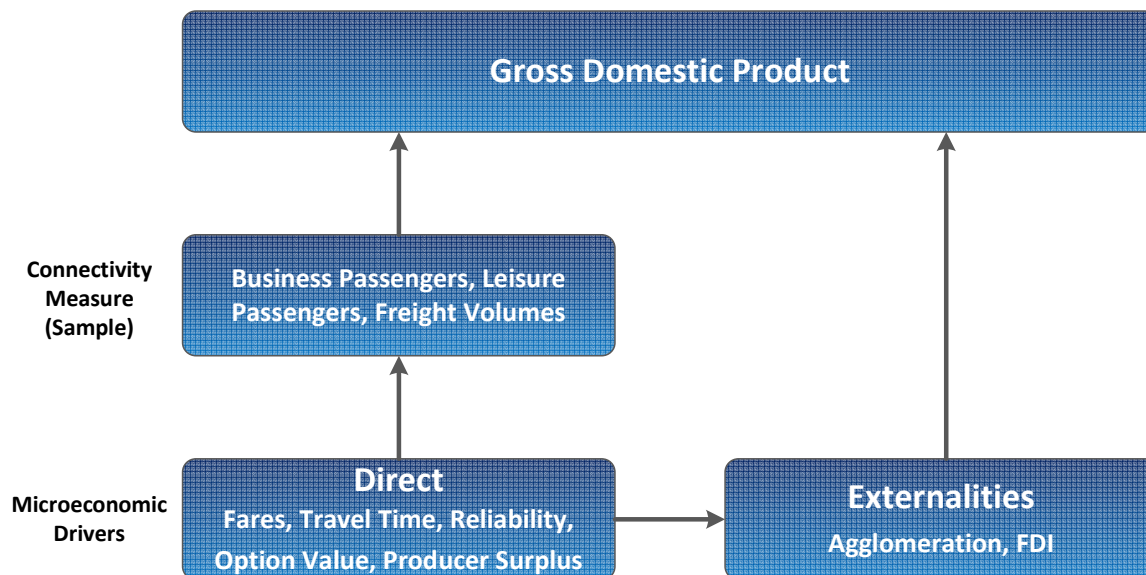 Gross Domestic Product
Connectivity
Measure
(Sample)
Business Passengers, Leisure
Passengers, Freight Volumes
Microeconomic
Drivers
Direct
Fares, Travel Time, Reliability,
Option Value, Producer Surplus
Externalities
Agglomeration, FDI